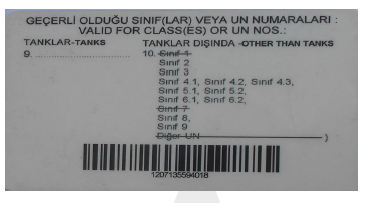 GEÇERLİ OLDUĞU SINIF(LAR) VEYA UN NUMARALARI :
VALID FOR CLASS(ES) OR UN NOS.:
TANKLAR-TANKS TANKLAR DIŞINDA -OTHER THAN TANKS
9. ........................ 10. Sınıf 1
Sınıf 2
Sınıf 3
Sınıf 4.1, Sınıf 4.2, Sınıf 4.3,
Sınıf 5.1, Sınıf 5.2,
Sınıf 6.1, Sınıf 6.2,
Sınıf 7
Sınıf 8,
Sınıf 9
Diğer UN )
1207135594018